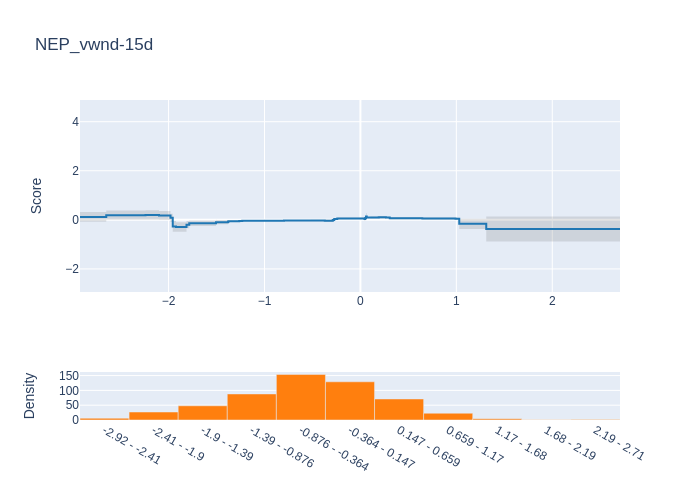 NEP_vwnd-15d
Score
4
2
0
−2
−2
−1
0
1
2
Density
150
100
50
0
-2.92 - -2.41
-2.41 - -1.9
-1.9 - -1.39
-1.39 - -0.876
-0.876 - -0.364
-0.364 - 0.147
0.147 - 0.659
0.659 - 1.17
1.17 - 1.68
1.68 - 2.19
2.19 - 2.71